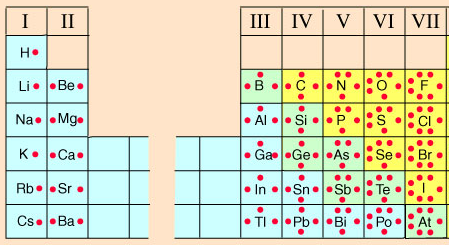 I II III IV V VI VII
H
Li Be B C N O F
Na Mg Al Si P S Cl
K Ca Ga Ge As Se Br
Rb Sr In Sn Sb Te I
Cs Ba Tl Pb Bi Po At